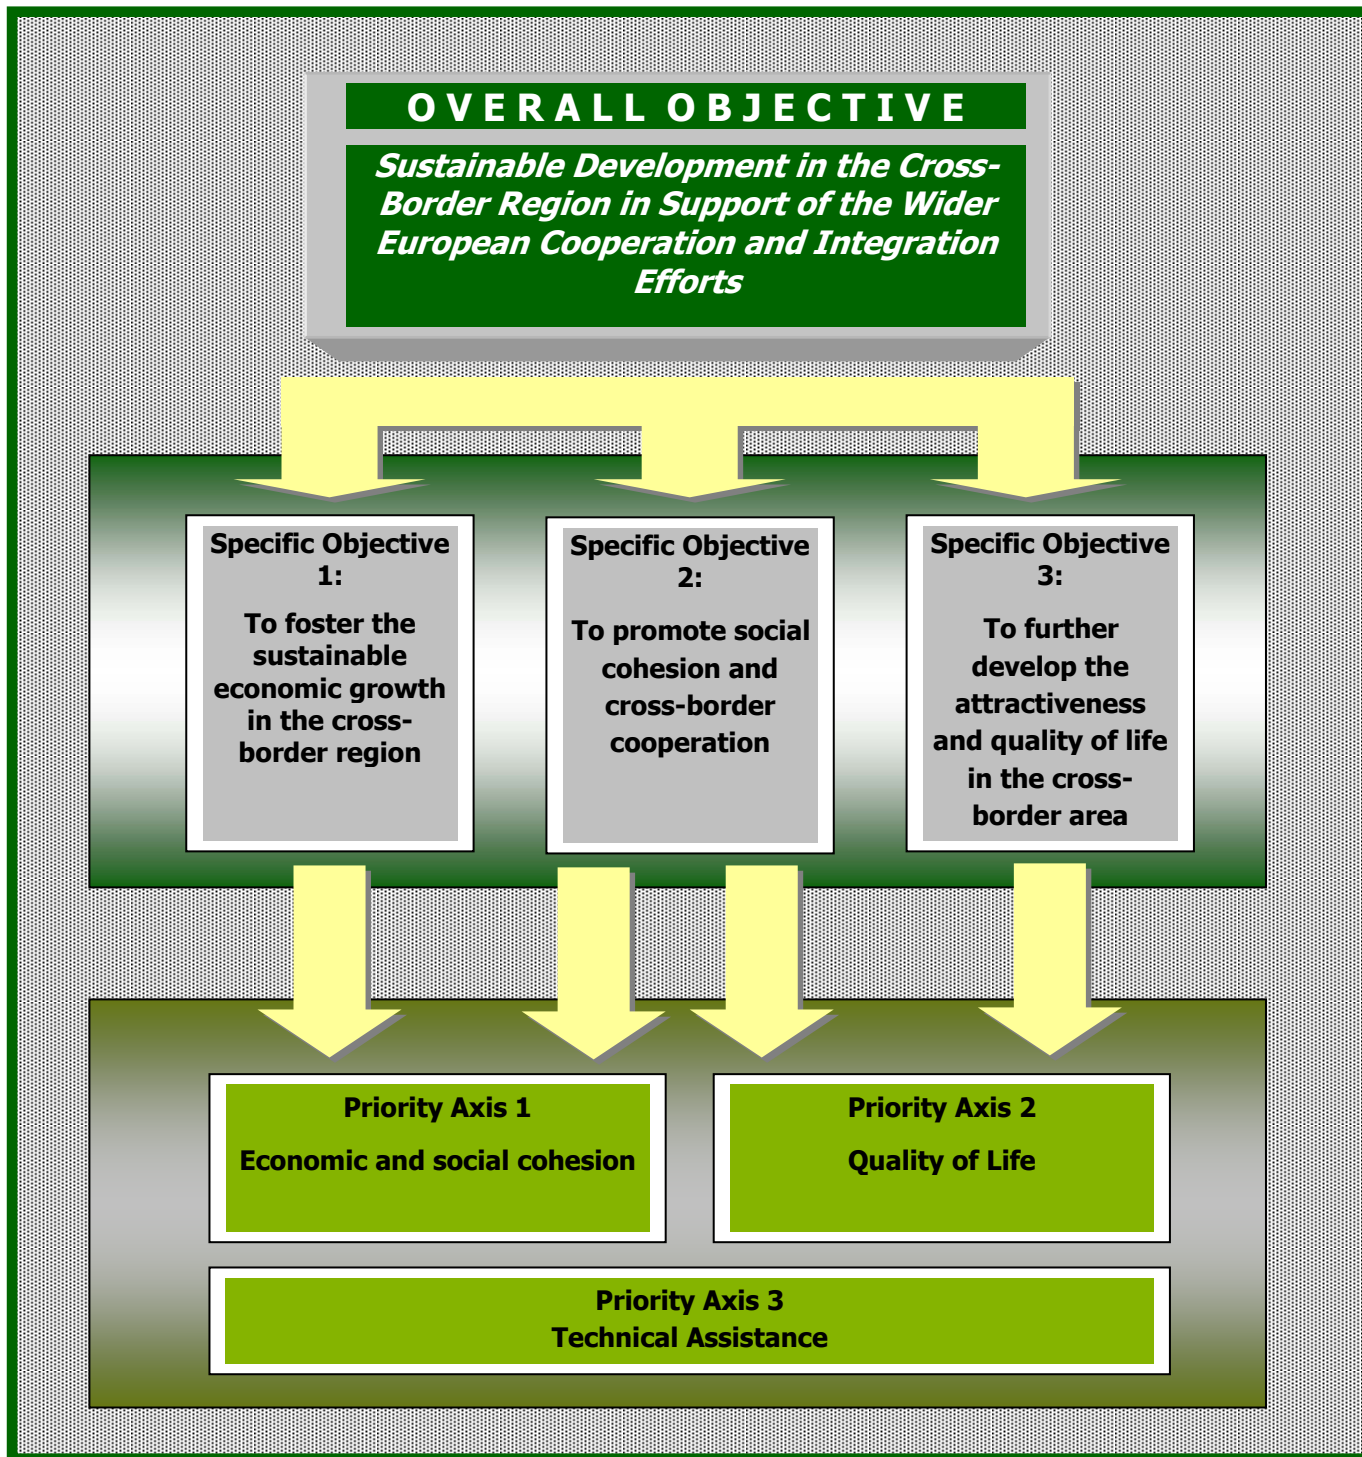 OVERALL OBJECTIVE
Sustainable Development in the Cross-
Border Region in Support of the Wider
European Cooperation and Integration
Efforts
Specific Objective
1:
To foster the
sustainable
economic growth
in the cross-
border region
Specific Objective
2:
To promote social
cohesion and
cross-border
cooperation
Specific Objective
3:
To further
develop the
attractiveness
and quality of life
in the cross-
border area
Priority Axis 1
Economic and social cohesion
Priority Axis 2
Quality of Life
Priority Axis 3
Technical Assistance